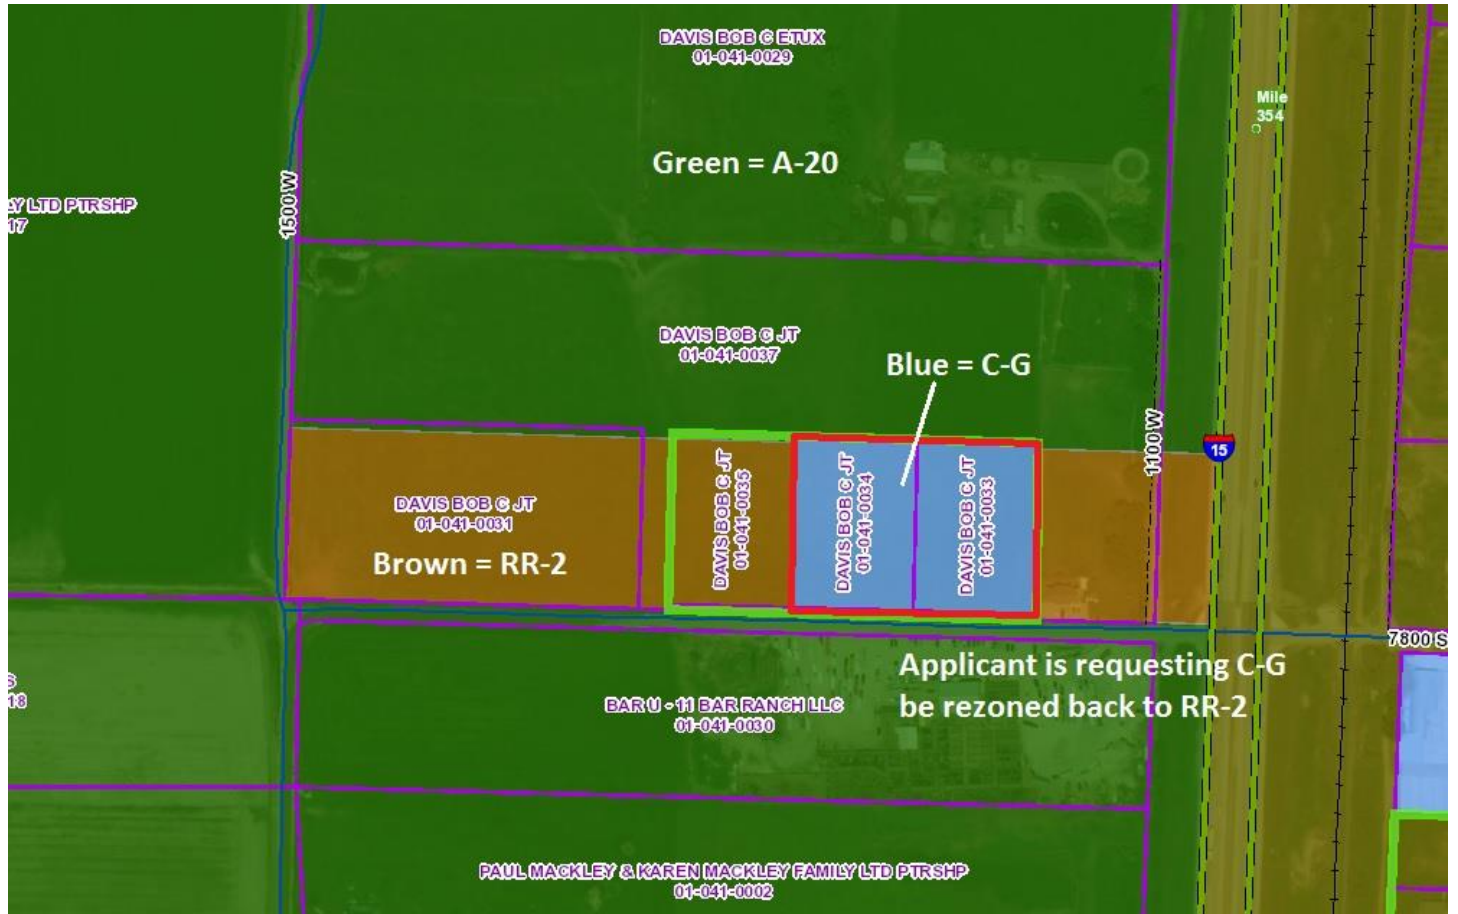 DAVIS BOB C ETUX
01-041-0029
Mile
354
Green = A-20
LY LTD PTRSHP
17
1500 W
DAVIS BOB C JT
01-041-0037
Blue = C-G
1100 W
15
DAVIS BOB C JT
01-041-0031
Brown = RR-2
DAVIS BOB C JT
01-041-0035
DAVIS BOB C JT
01-041-0034
DAVIS BOB C JT
01-041-0033
7800 S
Applicant is requesting C-G
be rezoned back to RR-2
S
18
BAR U - 11 BAR RANCH LLC
01-041-0030
PAUL MACKLEY & KAREN MACKLEY FAMILY LTD PTRSHP
01-041-0002